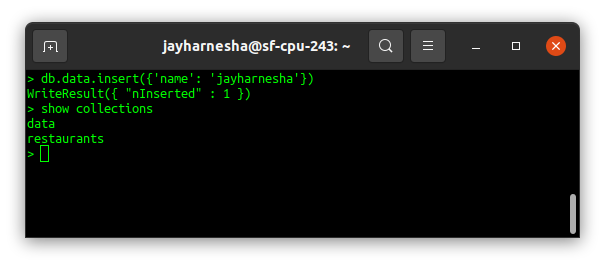 jayharnesha@sf-cpu-243: ~
> db.data.insert({'name': 'jayharnesha'})
WriteResult({ "nInserted" : 1 })
> show collections
data
restaurants
>